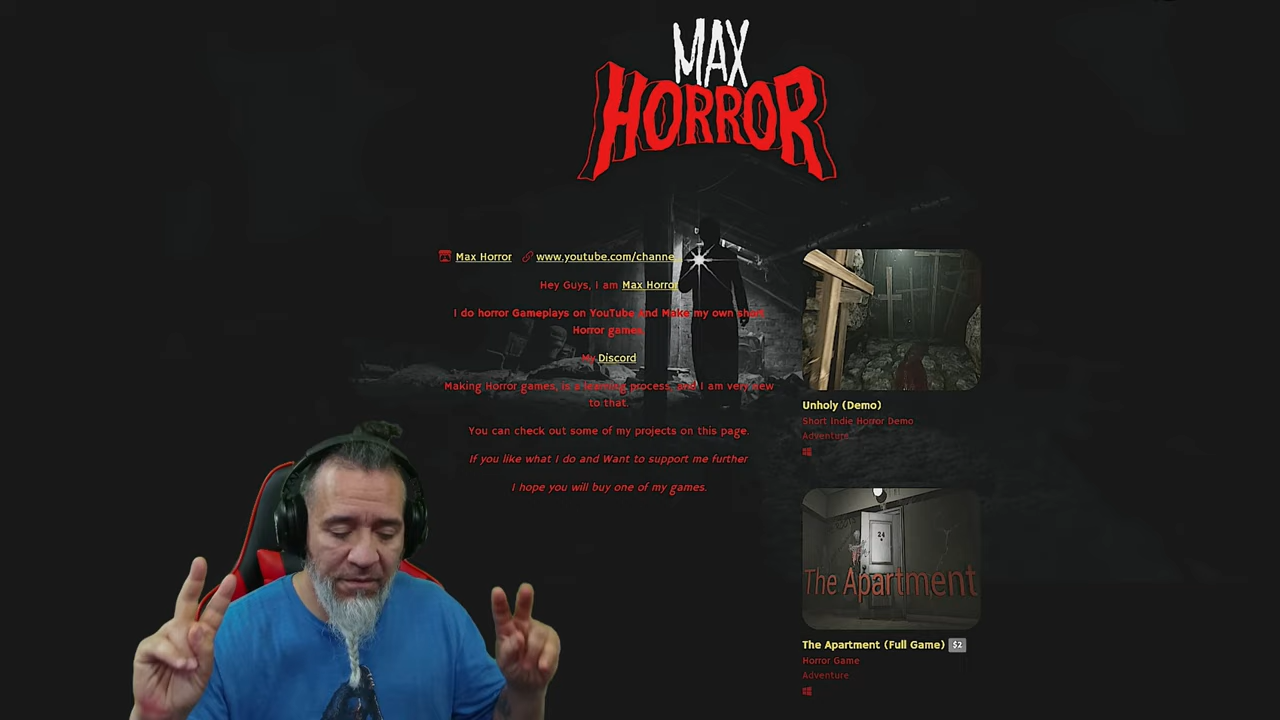 MAX
HORROR
Max Horror www.youtube.com/channe
Hey Guys, I am Max Horror
I do horror Gameplays on YouTube and Make my own short
Horror games.
My Discord
Making Horror games, is a learning process, and I am very new
to that.
You can check out some of my projects on this page.
If you like what I do and Want to support me further
I hope you will buy one of my games.
Unholy (Demo)
Short Indie Horror Demo
Adventure
24
The Apartment
The Apartment (Full Game) $2
Horror Game
Adventure